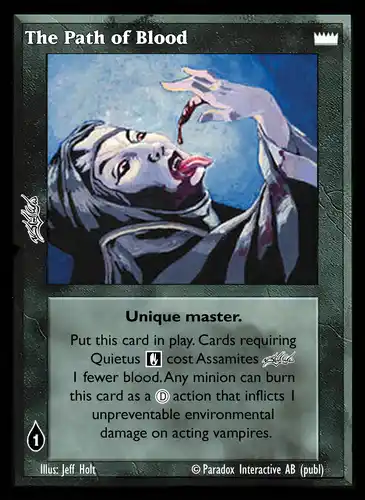 The Path of Blood
Unique master.
Put this card in play. Cards requiring
Quietus cost Assamites
1 fewer blood. Any minion can burn
this card as a D action that inflicts 1
unpreventable environmental
damage on acting vampires.
1
Illus: Jeff Holt
© Paradox Interactive AB (publ)